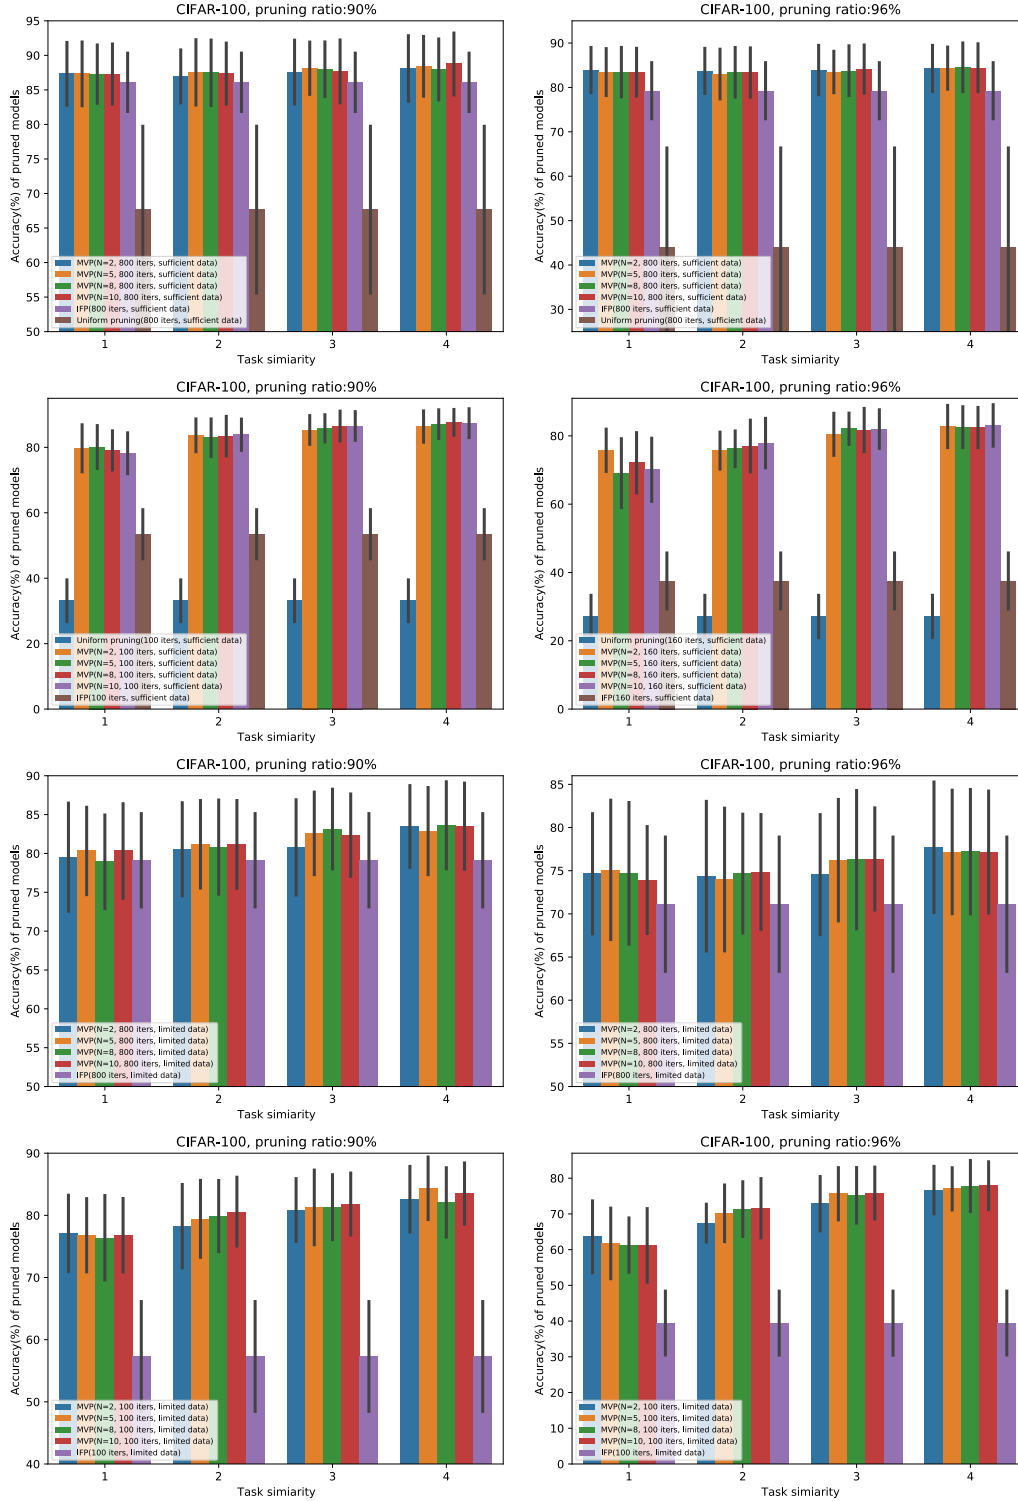 CIFAR-100, pruning ratio:90%
Accuracy(%) of pruned models
95
90
85
80
75
70
65
60
55
50
MVP(N=2, 800 iters, sufficient data)
MVP(N=5, 800 iters, sufficient data)
MVP(N=8, 800 iters, sufficient data)
MVP(N=10, 800 iters, sufficient data)
IFP(800 iters, sufficient data)
Uniform pruning(800 iters, sufficient data)
1 2 3 4
Task simiarity
CIFAR-100, pruning ratio:96%
Accuracy(%) of pruned models
90
80
70
60
50
40
30
MVP(N=2, 800 iters, sufficient data)
MVP(N=5, 800 iters, sufficient data)
MVP(N=8, 800 iters, sufficient data)
MVP(N=10, 800 iters, sufficient data)
IFP(800 iters, sufficient data)
Uniform pruning(800 iters, sufficient data)
1 2 3 4
Task simiarity
CIFAR-100, pruning ratio:90%
Accuracy(%) of pruned models
80
60
40
20
0
Uniform pruning(100 iters, sufficient data)
MVP(N=2, 100 iters, sufficient data)
MVP(N=5, 100 iters, sufficient data)
MVP(N=8, 100 iters, sufficient data)
MVP(N=10, 100 iters, sufficient data)
IFP(100 iters, sufficient data)
1 2 3 4
Task simiarity
CIFAR-100, pruning ratio:96%
Accuracy(%) of pruned models
80
60
40
20
0
Uniform pruning(160 iters, sufficient data)
MVP(N=2, 160 iters, sufficient data)
MVP(N=5, 160 iters, sufficient data)
MVP(N=8, 160 iters, sufficient data)
MVP(N=10, 160 iters, sufficient data)
IFP(160 iters, sufficient data)
1 2 3 4
Task simiarity
CIFAR-100, pruning ratio:90%
Accuracy(%) of pruned models
90
85
80
75
70
65
60
55
50
MVP(N=2, 800 iters, limited data)
MVP(N=5, 800 iters, limited data)
MVP(N=8, 800 iters, limited data)
MVP(N=10, 800 iters, limited data)
IFP(800 iters, limited data)
1 2 3 4
Task simiarity
CIFAR-100, pruning ratio:96%
Accuracy(%) of pruned models
85
80
75
70
65
60
55
50
MVP(N=2, 800 iters, limited data)
MVP(N=5, 800 iters, limited data)
MVP(N=8, 800 iters, limited data)
MVP(N=10, 800 iters, limited data)
IFP(800 iters, limited data)
1 2 3 4
Task simiarity
CIFAR-100, pruning ratio:90%
Accuracy(%) of pruned models
90
80
70
60
50
40
MVP(N=2, 100 iters, limited data)
MVP(N=5, 100 iters, limited data)
MVP(N=8, 100 iters, limited data)
MVP(N=10, 100 iters, limited data)
IFP(100 iters, limited data)
1 2 3 4
Task simiarity
CIFAR-100, pruning ratio:96%
Accuracy(%) of pruned models
80
70
60
50
40
30
20
10
0
MVP(N=2, 100 iters, limited data)
MVP(N=5, 100 iters, limited data)
MVP(N=8, 100 iters, limited data)
MVP(N=10, 100 iters, limited data)
IFP(100 iters, limited data)
1 2 3 4
Task simiarity